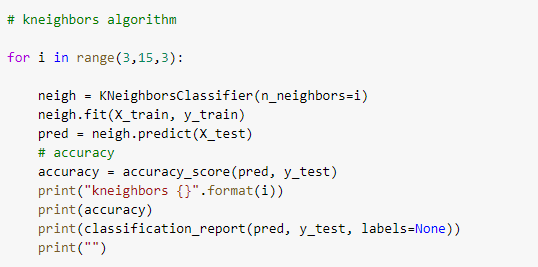 # kneighbors algorithm
for i in range(3,15,3):
neigh = KNeighborsClassifier(n_neighbors=i)
neigh.fit(X_train, y_train)
pred = neigh.predict(X_test)
# accuracy
accuracy = accuracy_score(pred, y_test)
print("kneighbors {}".format(i))
print(accuracy)
print(classification_report(pred, y_test, labels=None))
print("")